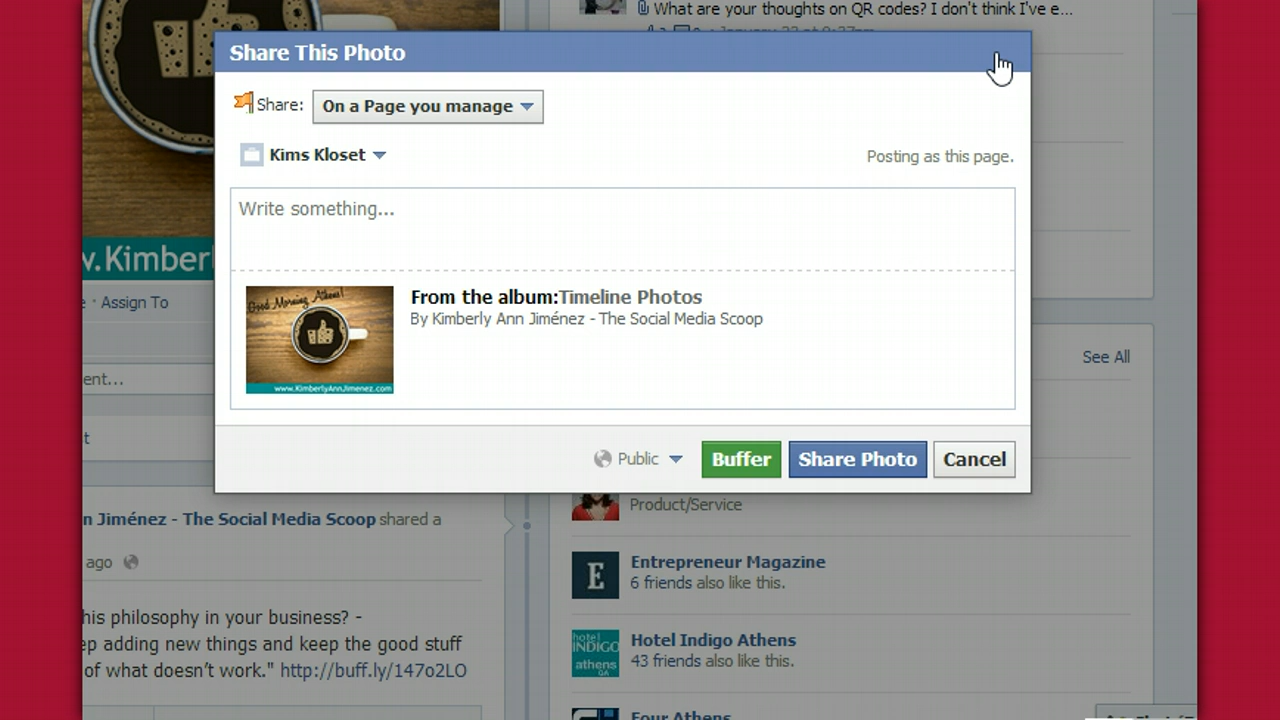 What are your thoughts on QR codes? I don't think I've e...
Share This Photo
Share:
On a Page you manage
Kims Kloset
Posting as this page.
Write something...
v.Kimberl
Good Morning Athens!
From the album:Timeline Photos
By Kimberly Ann Jiménez - The Social Media Scoop
www.KimberlyAnnJimenez.com
Assign To
ent...
See All
Public
Buffer
Share Photo
Cancel
n Jiménez - The Social Media Scoop shared a
Product/Service
ago
E
Entrepreneur Magazine
6 friends also like this.
his philosophy in your business? -
ep adding new things and keep the good stuff
of what doesn't work." http://buff.ly/147o2LO
hotel
INDIGO
athens
GA
Hotel Indigo Athens
43 friends also like this.
Four Athens